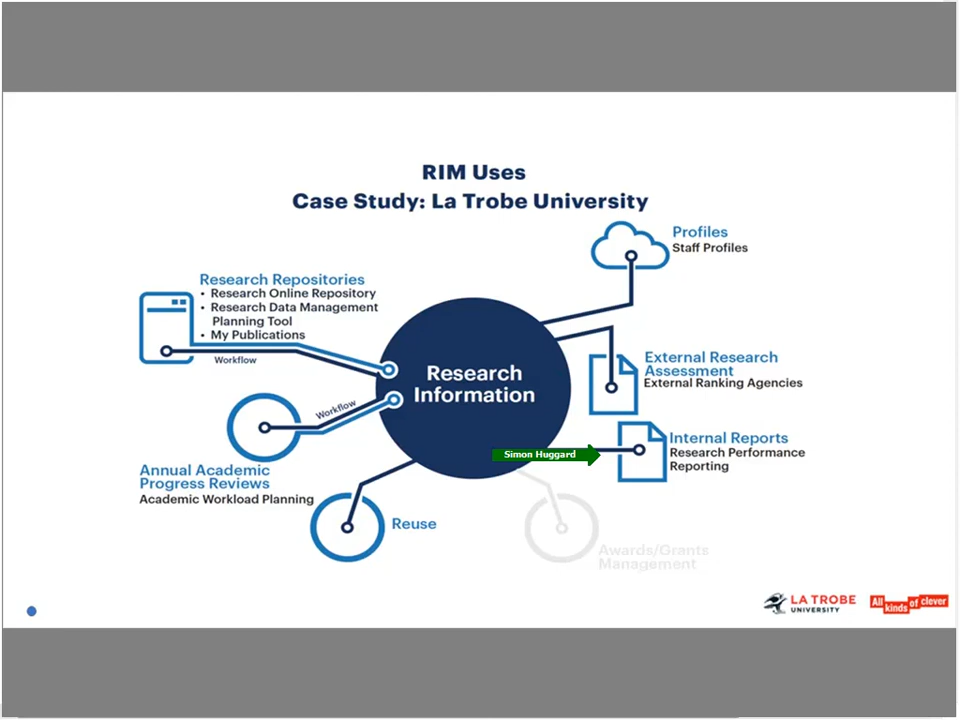 RIM Uses
Case Study: La Trobe University
Profiles
Staff Profiles
Research Repositories
• Research Online Repository
• Research Data Management
Planning Tool
• My Publications
Workflow
Research
Information
External Research
Assessment
External Ranking Agencies
Workflow
Simon Huggard
Internal Reports
Research Performance
Reporting
Annual Academic
Progress Reviews
Academic Workload Planning
Reuse
Awards/Grants
Management
LA TROBE
UNIVERSITY
All
kinds
of
clever